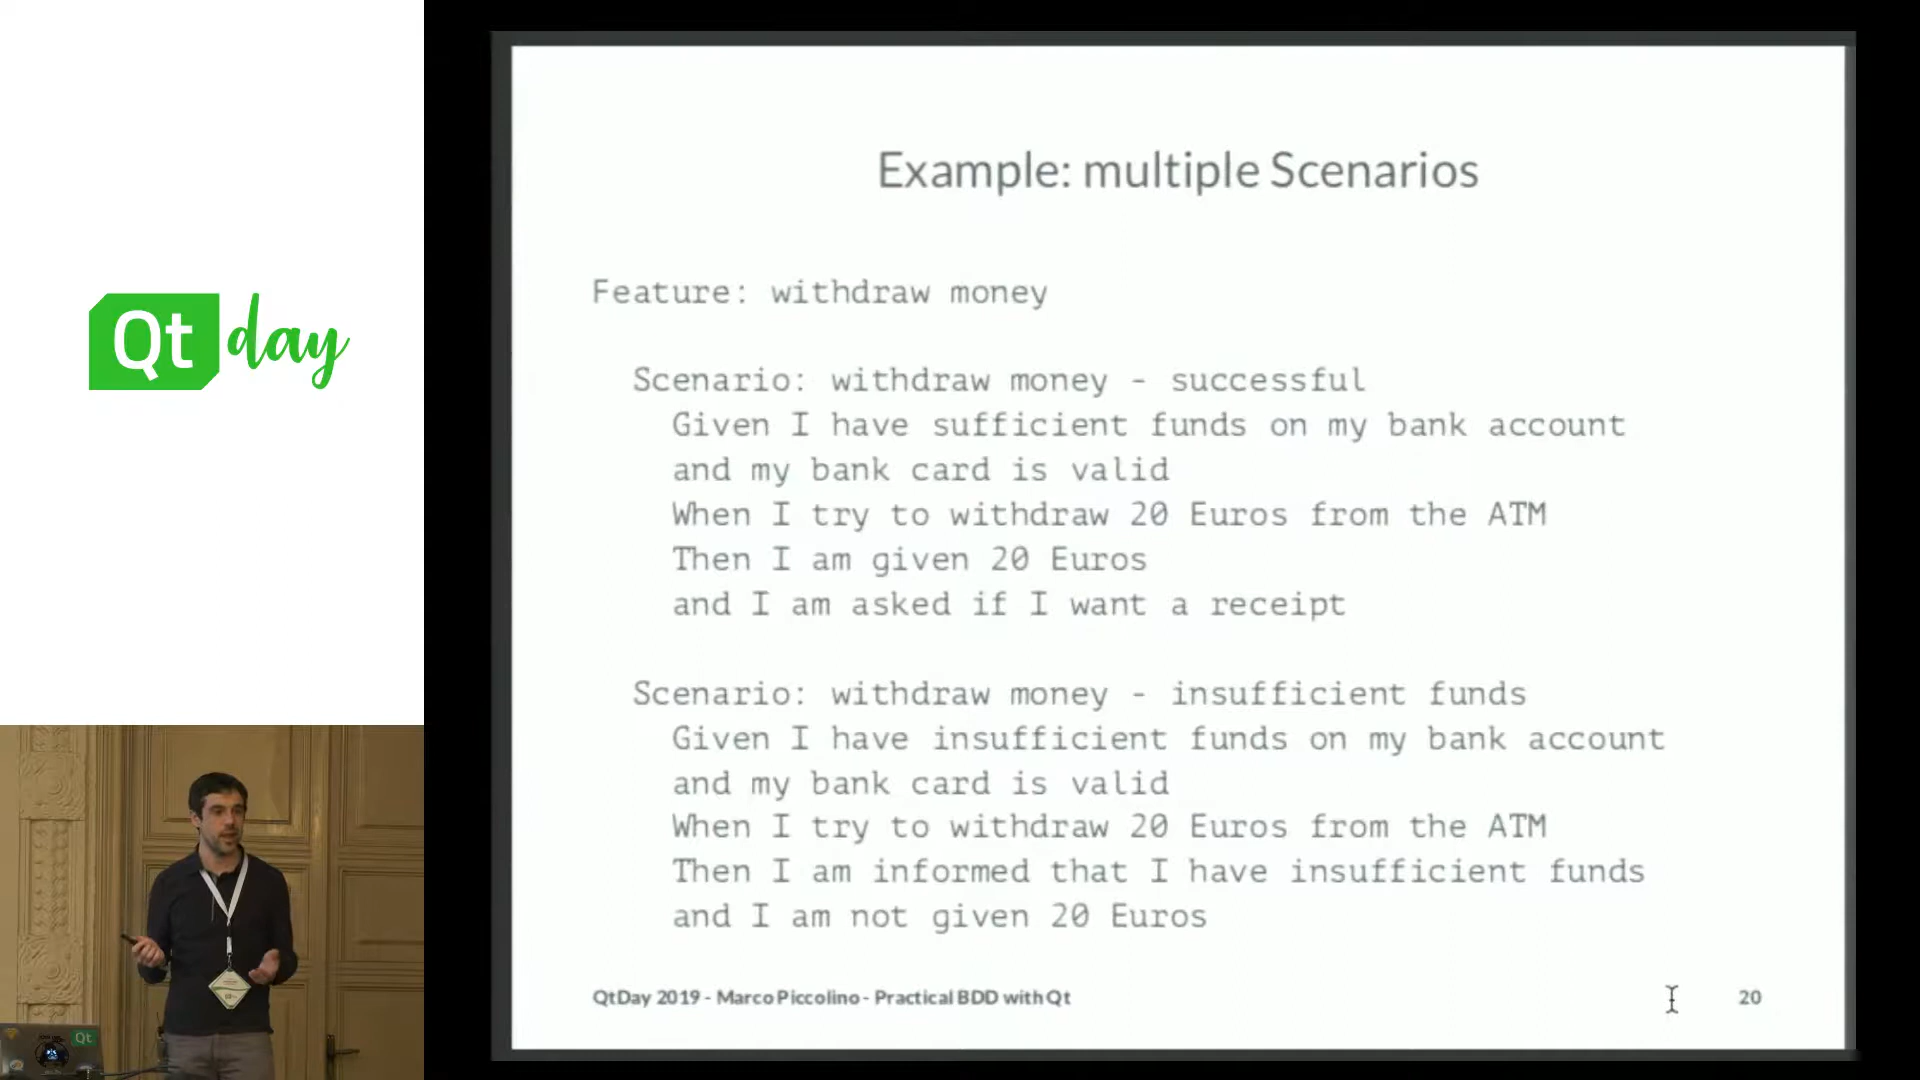 Qt day
Example: multiple Scenarios
Feature: withdraw money
Scenario: withdraw money - successful
Given I have sufficient funds on my bank account
and my bank card is valid
When I try to withdraw 20 Euros from the ATM
Then I am given 20 Euros
and I am asked if I want a receipt
Scenario: withdraw money - insufficient funds
Given I have insufficient funds on my bank account
and my bank card is valid
When I try to withdraw 20 Euros from the ATM
Then I am informed that I have insufficient funds
and I am not given 20 Euros
QtDay 2019 - Marco Piccolino - Practical BDD with Qt
20
Qt